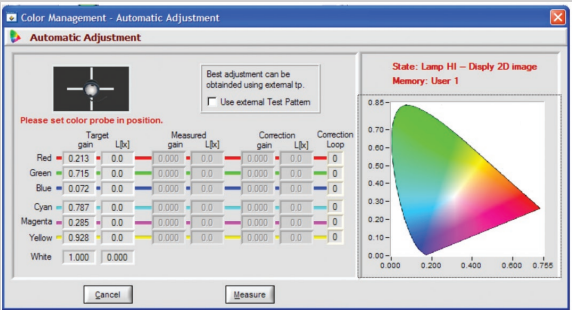 Color Management - Automatic Adjustment
Automatic Adjustment
Best adjustment can be
obtainded using external tp.
Use external Test Pattern
Please set color probe in position.
State: Lamp HI – Disply 2D image
Memory: User 1
Target Measured Correction Correction
gain L[lx] gain L[lx] gain L[lx] Loop
Red 0.213 0.0 0.000 0.0 0.000 0.0 0
Green 0.715 0.0 0.000 0.0 0.000 0.0 0
Blue 0.072 0.0 0.000 0.0 0.000 0.0 0
Cyan 0.787 0.0 0.000 0.0 0.000 0.0 0
Magenta 0.285 0.0 0.000 0.0 0.000 0.0 0
Yellow 0.928 0.0 0.000 0.0 0.000 0.0 0
White 1.000 0.000
Cancel Measure
0.85
0.70
0.60
0.50
0.40
0.30
0.20
0.10
0.00
0.000 0.200 0.400 0.600 0.755